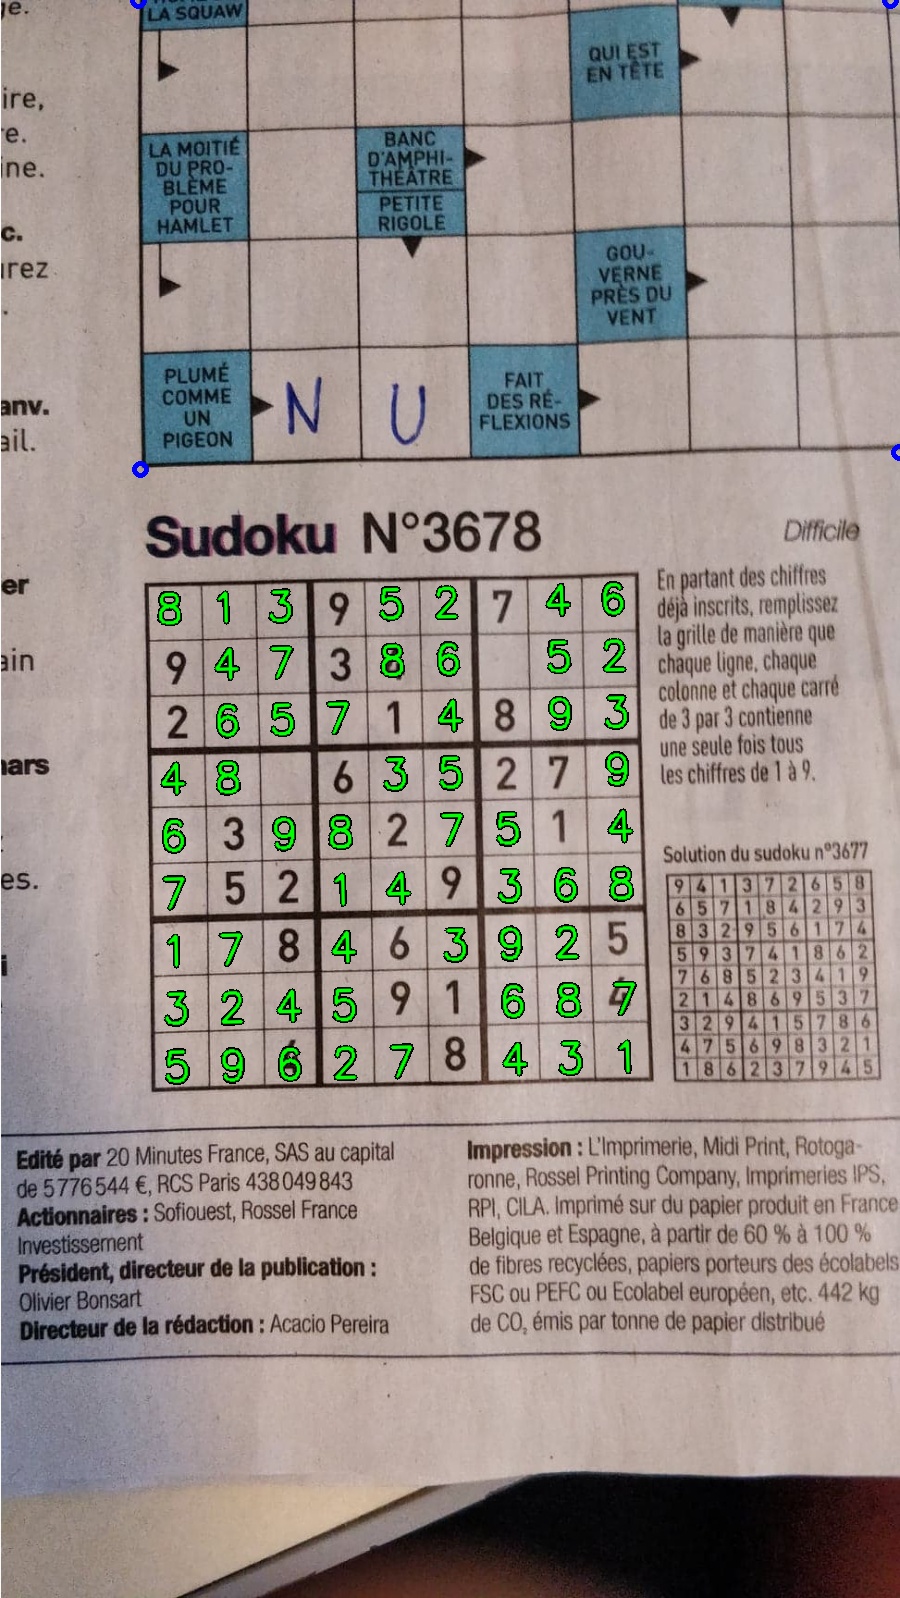 ge.
LA SQUAW
QUI EST
EN TÊTE
ire,
re.
ine.
LA MOITIÉ
DU PRO-
BLÈME
POUR
HAMLET
BANC
D'AMPHI-
THÉÂTRE
PETITE
RIGOLE
c.
urez
.
GOU-
VERNE
PRÈS DU
VENT
anv.
ail.
PLUMÉ
COMME
UN
PIGEON
N U
FAIT
DES RÉ-
FLEXIONS
Sudoku N°3678
Difficile
er
ain
nars
es.
i
8 1 3 9 5 2 7 4 6
9 4 7 3 8 6 5 2
2 6 5 7 1 4 8 9 3
4 8 6 3 5 2 7 9
6 3 9 8 2 7 5 1 4
7 5 2 1 4 9 3 6 8
1 7 8 4 6 3 9 2 5
3 2 4 5 9 1 6 8 7
5 9 6 2 7 8 4 3 1
En partant des chiffres
déjà inscrits, remplissez
la grille de manière que
chaque ligne, chaque
colonne et chaque carré
de 3 par 3 contienne
une seule fois tous
les chiffres de 1 à 9.
Solution du sudoku n°3677
9 4 1 3 7 2 6 5 8
6 5 7 1 8 4 2 9 3
8 3 2 9 5 6 1 7 4
5 9 3 7 4 1 8 6 2
7 6 8 5 2 3 4 1 9
2 1 4 8 6 9 5 3 7
3 2 9 4 1 5 7 8 6
4 7 5 6 9 8 3 2 1
1 8 6 2 3 7 9 4 5
Edité par 20 Minutes France, SAS au capital
de 5 776 544 €, RCS Paris 438 049 843
Actionnaires : Sofiouest, Rossel France
Investissement
Président, directeur de la publication :
Olivier Bonsart
Directeur de la rédaction : Acacio Pereira
Impression : L'Imprimerie, Midi Print, Rotoga-
ronne, Rossel Printing Company, Imprimeries IPS,
RPI, CILA. Imprimé sur du papier produit en France
Belgique et Espagne, à partir de 60 % à 100 %
de fibres recyclées, papiers porteurs des écolabels
FSC ou PEFC ou Ecolabel européen, etc. 442 kg
de CO₂ émis par tonne de papier distribué